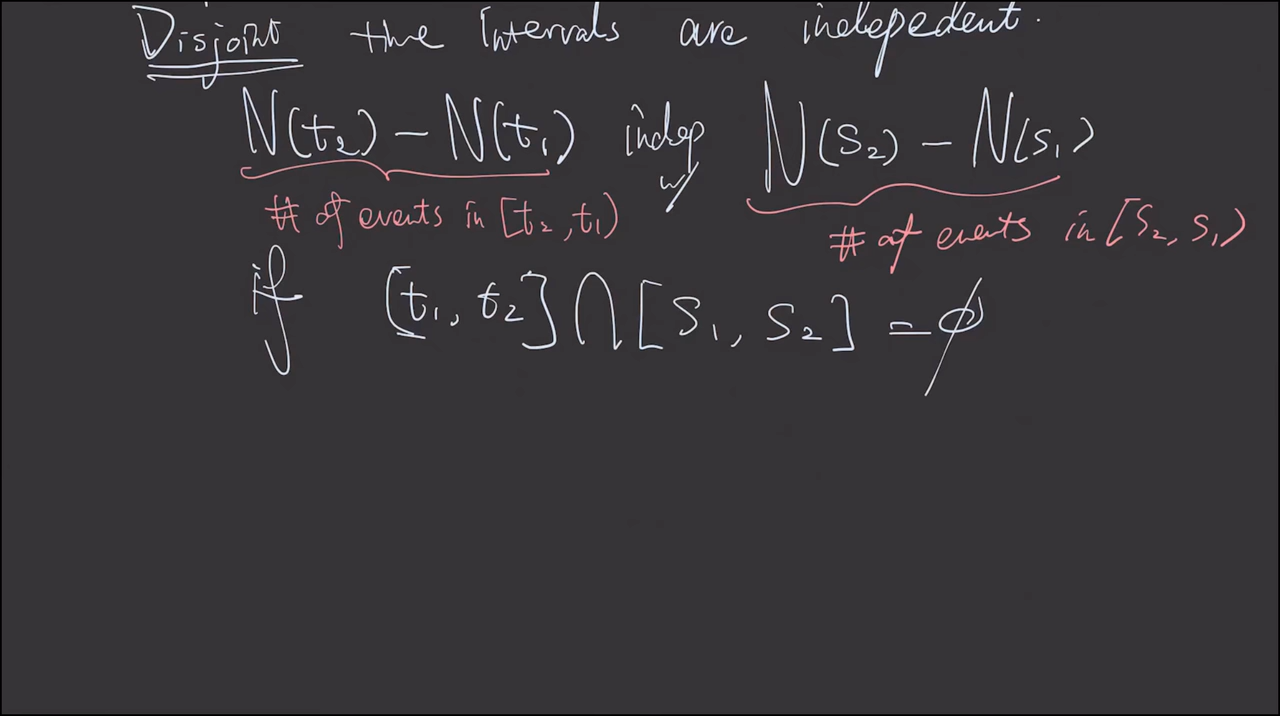 Disjoint the Intervals are indepedent.
N(t₂) - N(t₁) indep w/ N(S₂) - N(S₁)
# of events in [t₂, t₁) # of events in [S₂, S₁)
if [t₁, t₂] ∩ [S₁, S₂] = ϕ